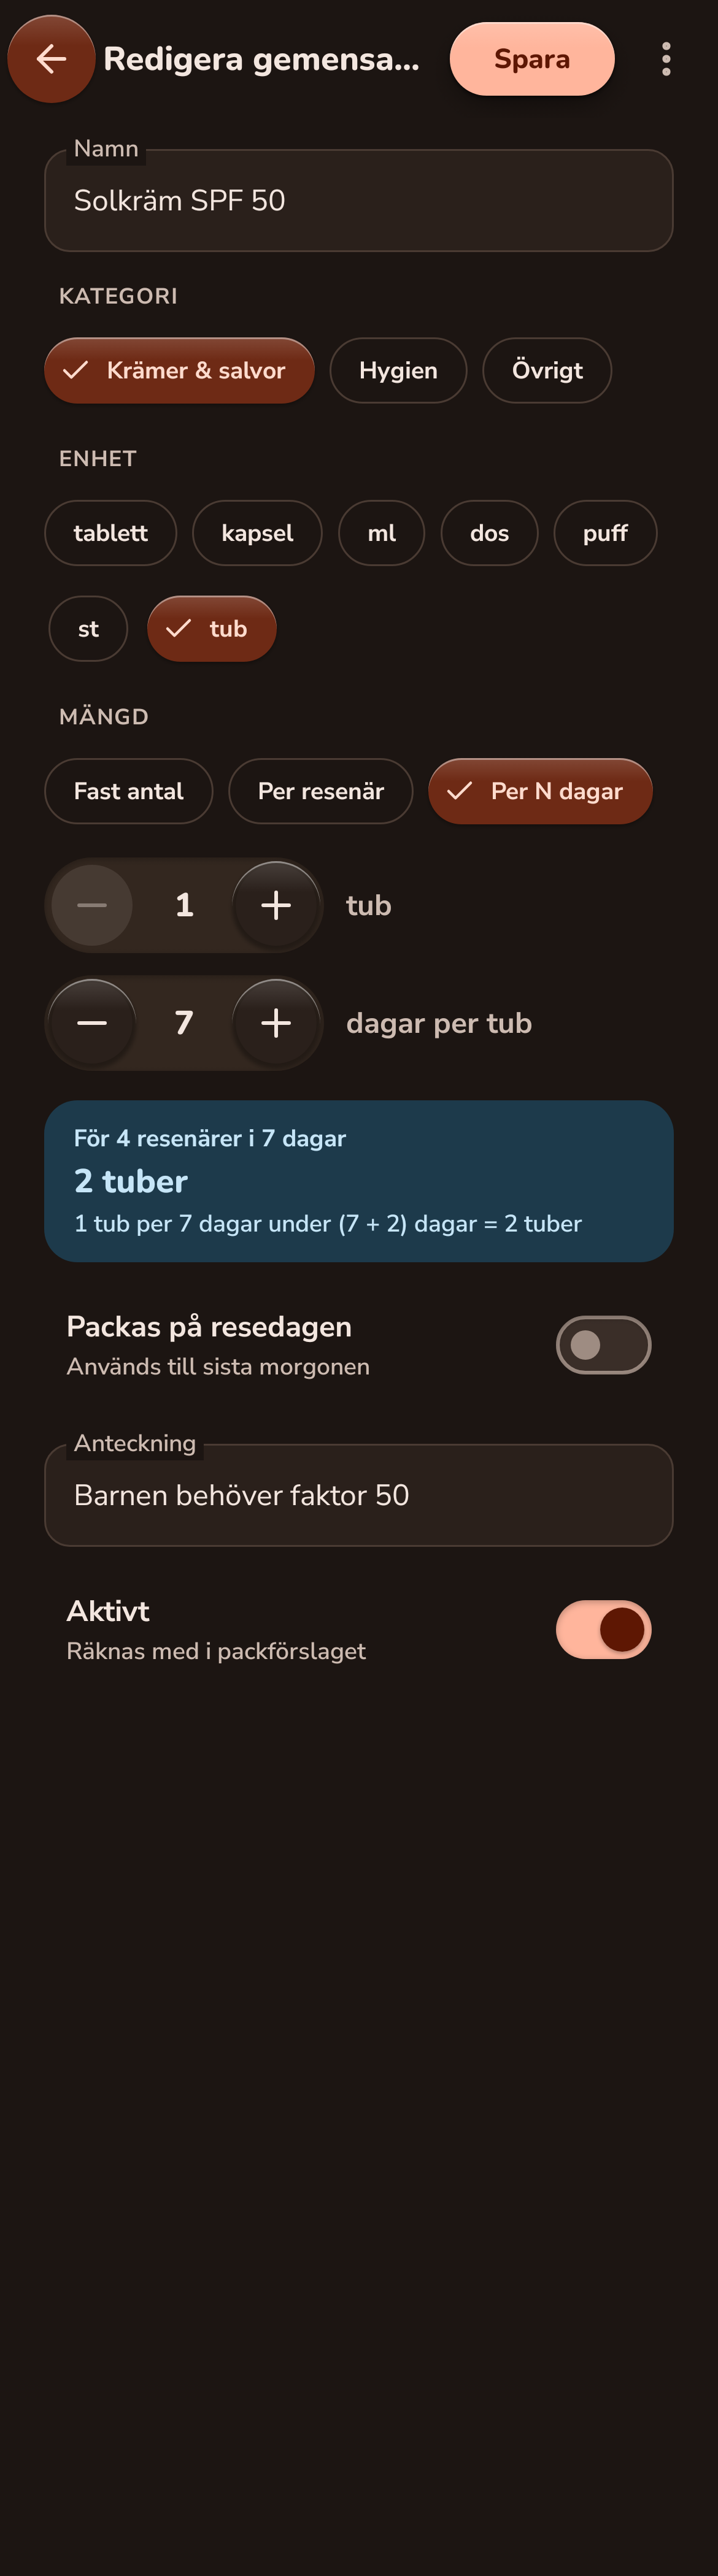 Redigera gemensa...
Spara
Namn
Solkräm SPF 50
KATEGORI
Krämer & salvor
Hygien
Övrigt
ENHET
tablett
kapsel
ml
dos
puff
st
tub
MÄNGD
Fast antal
Per resenär
Per N dagar
1
tub
7
dagar per tub
För 4 resenärer i 7 dagar
2 tuber
1 tub per 7 dagar under (7 + 2) dagar = 2 tuber
Packas på resedagen
Används till sista morgonen
Anteckning
Barnen behöver faktor 50
Aktivt
Räknas med i packförslaget